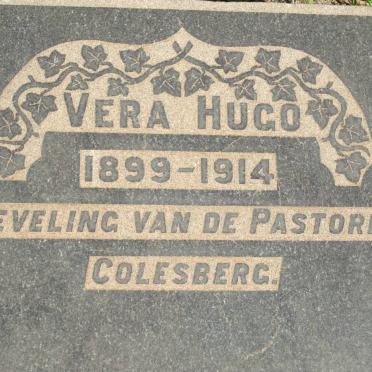 VERA HUGO
1899-1914
EVELING VAN DE PASTORI
COLESBERG.